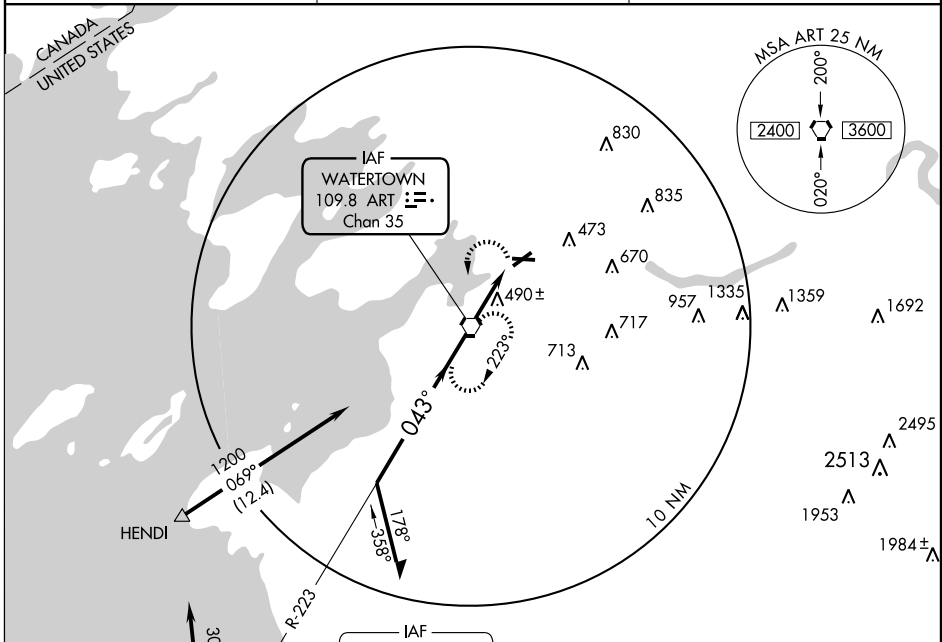 CANADA
UNITED STATES
MSA ART 25 NM
200°
2400
3600
020°
IAF
WATERTOWN
109.8 ART
Chan 35
830
835
473
670
490±
957
1335
1359
1692
717
713
223°
043°
2495
2513
1953
1984±
1200
069°
(12.4)
HENDI
10 NM
178°
358°
R-223
30
IAF